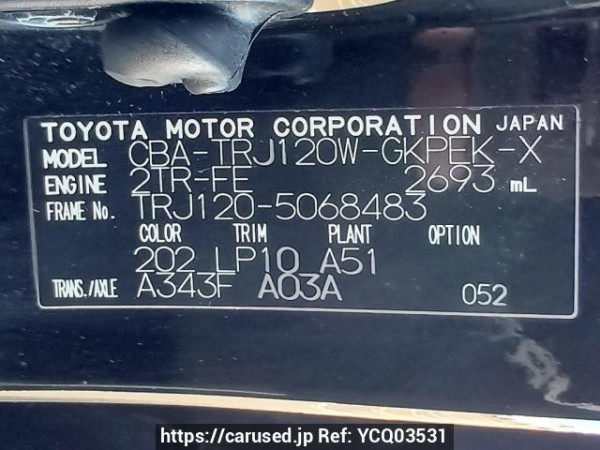 TOYOTA MOTOR CORPORATION JAPAN
MODEL CBA-TRJ120W-GKPEK-X
ENGINE 2TR-FE 2693 mL
FRAME No. TRJ120-5068483
COLOR TRIM PLANT OPTION
202 LP10 A51
TRANS./AXLE A343F A03A 052
https://carused.jp Ref: YCQ03531